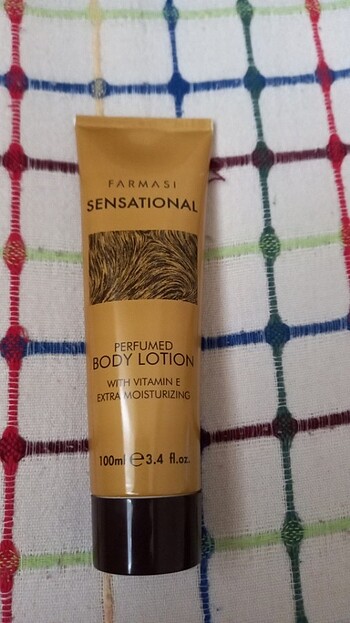 FARMASI
SENSATIONAL
PERFUMED
BODY LOTION
WITH VITAMIN E
EXTRA MOISTURIZING
100ml ℮ 3.4 fl.oz.